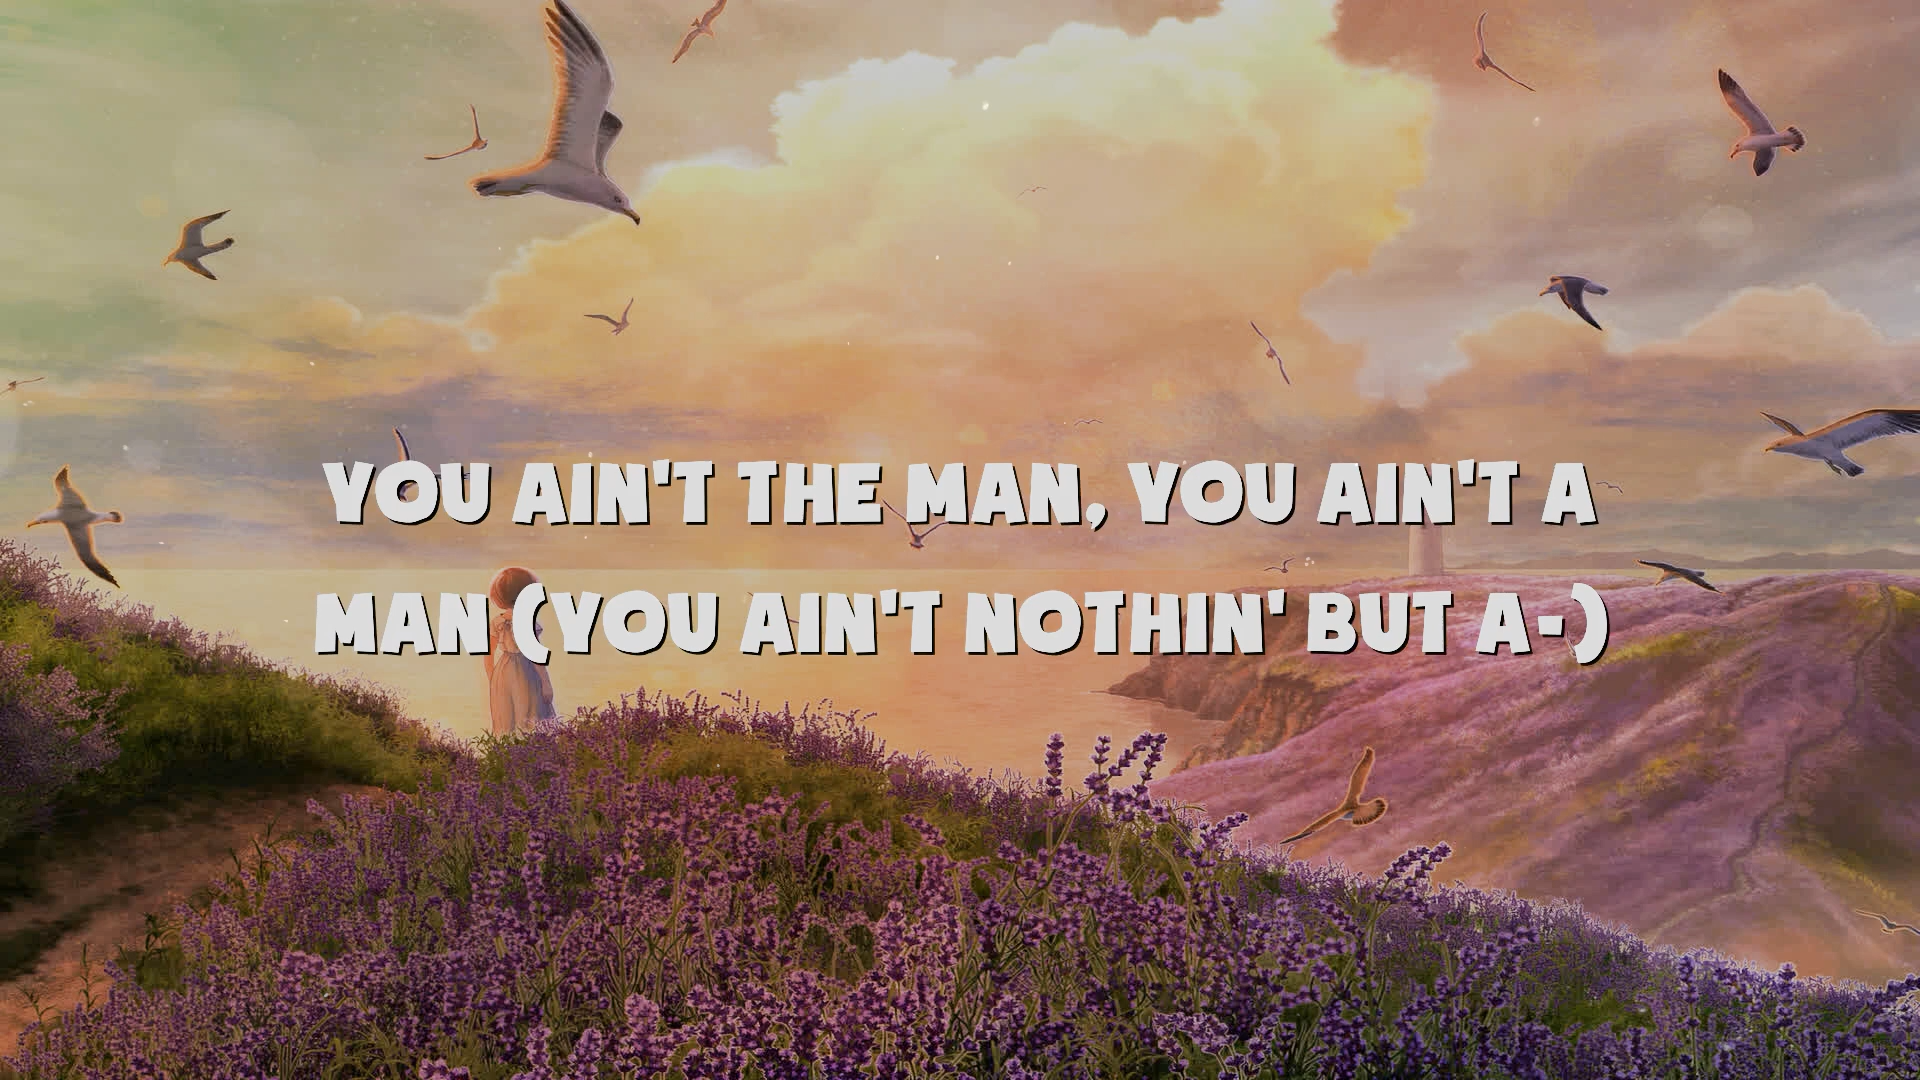 YOU AIN'T THE MAN, YOU AIN'T A
MAN (YOU AIN'T NOTHIN' BUT A-)